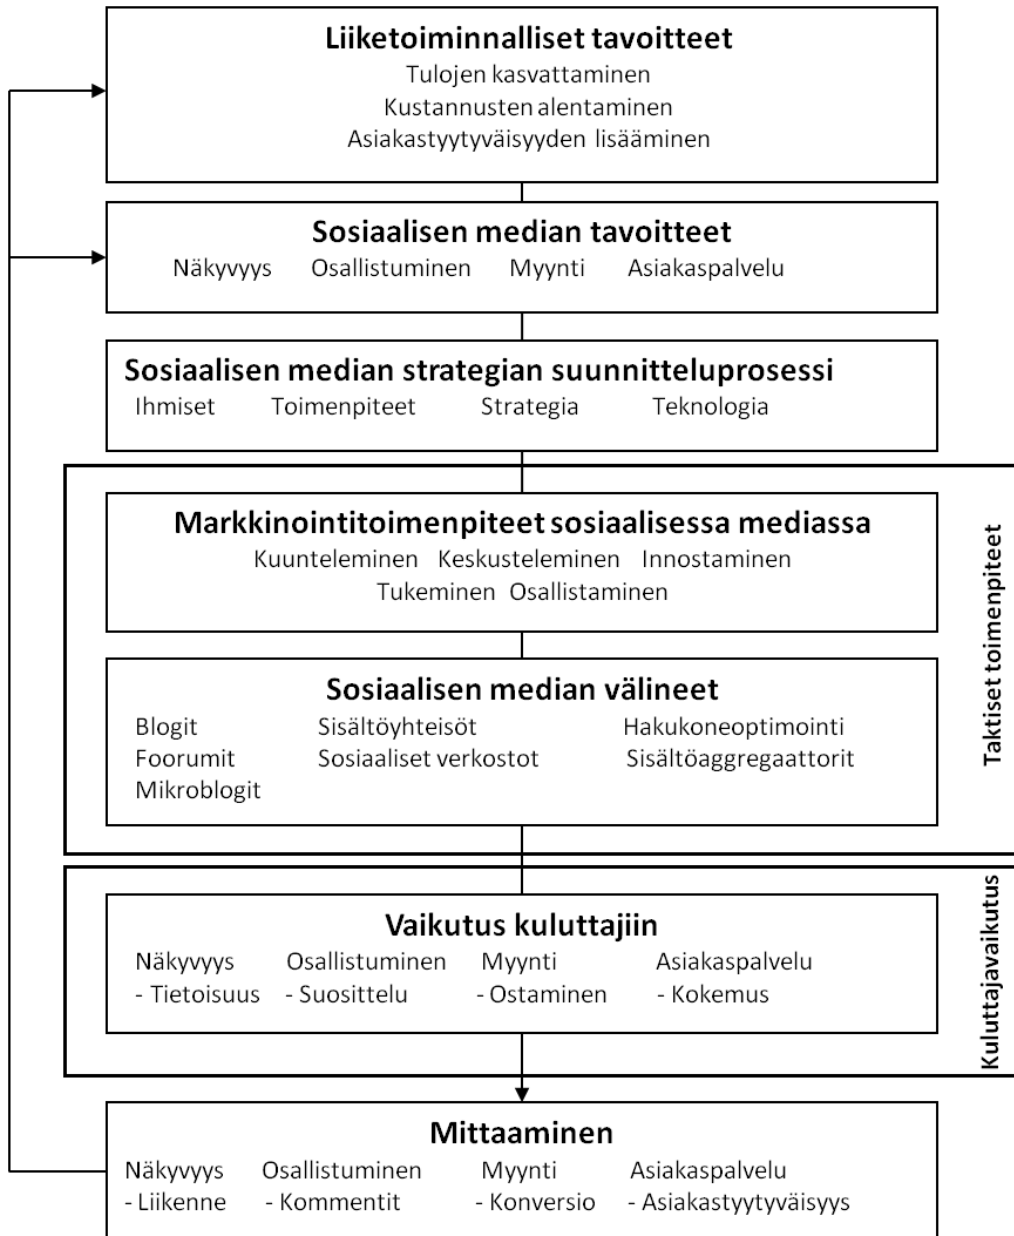 Liiketoiminnalliset tavoitteet
Tulojen kasvattaminen
Kustannusten alentaminen
Asiakastyytyväisyyden lisääminen
Sosiaalisen median tavoitteet
Näkyvyys Osallistuminen Myynti Asiakaspalvelu
Sosiaalisen median strategian suunnitteluprosessi
Ihmiset Toimenpiteet Strategia Teknologia
Markkinointitoimenpiteet sosiaalisessa mediassa
Kuunteleminen Keskusteleminen Innostaminen
Tukeminen Osallistaminen
Sosiaalisen median välineet
Blogit Sisältöyhteisöt Hakukoneoptimointi
Foorumit Sosiaaliset verkostot Sisältöaggregaattorit
Mikroblogit
Taktiset toimenpiteet
Vaikutus kuluttajiin
Näkyvyys Osallistuminen Myynti Asiakaspalvelu
- Tietoisuus - Suosittelu - Ostaminen - Kokemus
Kuluttajavaikutus
Mittaaminen
Näkyvyys Osallistuminen Myynti Asiakaspalvelu
- Liikenne - Kommentit - Konversio - Asiakastyytyväisyys